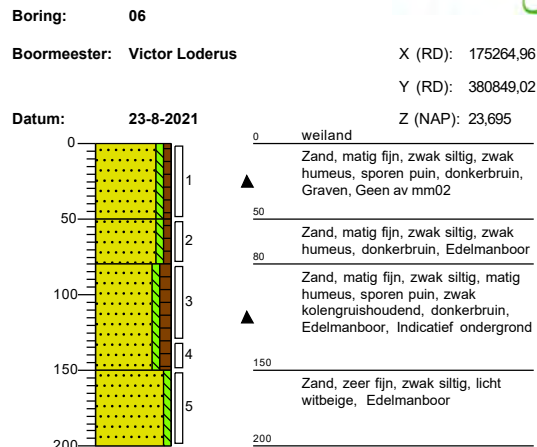 Boring: 06
Boormeester: Victor Loderus X (RD): 175264,96
Y (RD): 380849,02
Datum: 23-8-2021 Z (NAP): 23,695
0
50
100
150
200
1
2
3
4
5
0 weiland
Zand, matig fijn, zwak siltig, zwak
humeus, sporen puin, donkerbruin,
Graven, Geen av mm02
50
Zand, matig fijn, zwak siltig, zwak
humeus, donkerbruin, Edelmanboor
80
Zand, matig fijn, zwak siltig, matig
humeus, sporen puin, zwak
kolengruishoudend, donkerbruin,
Edelmanboor, Indicatief ondergrond
150
Zand, zeer fijn, zwak siltig, licht
witbeige, Edelmanboor
200